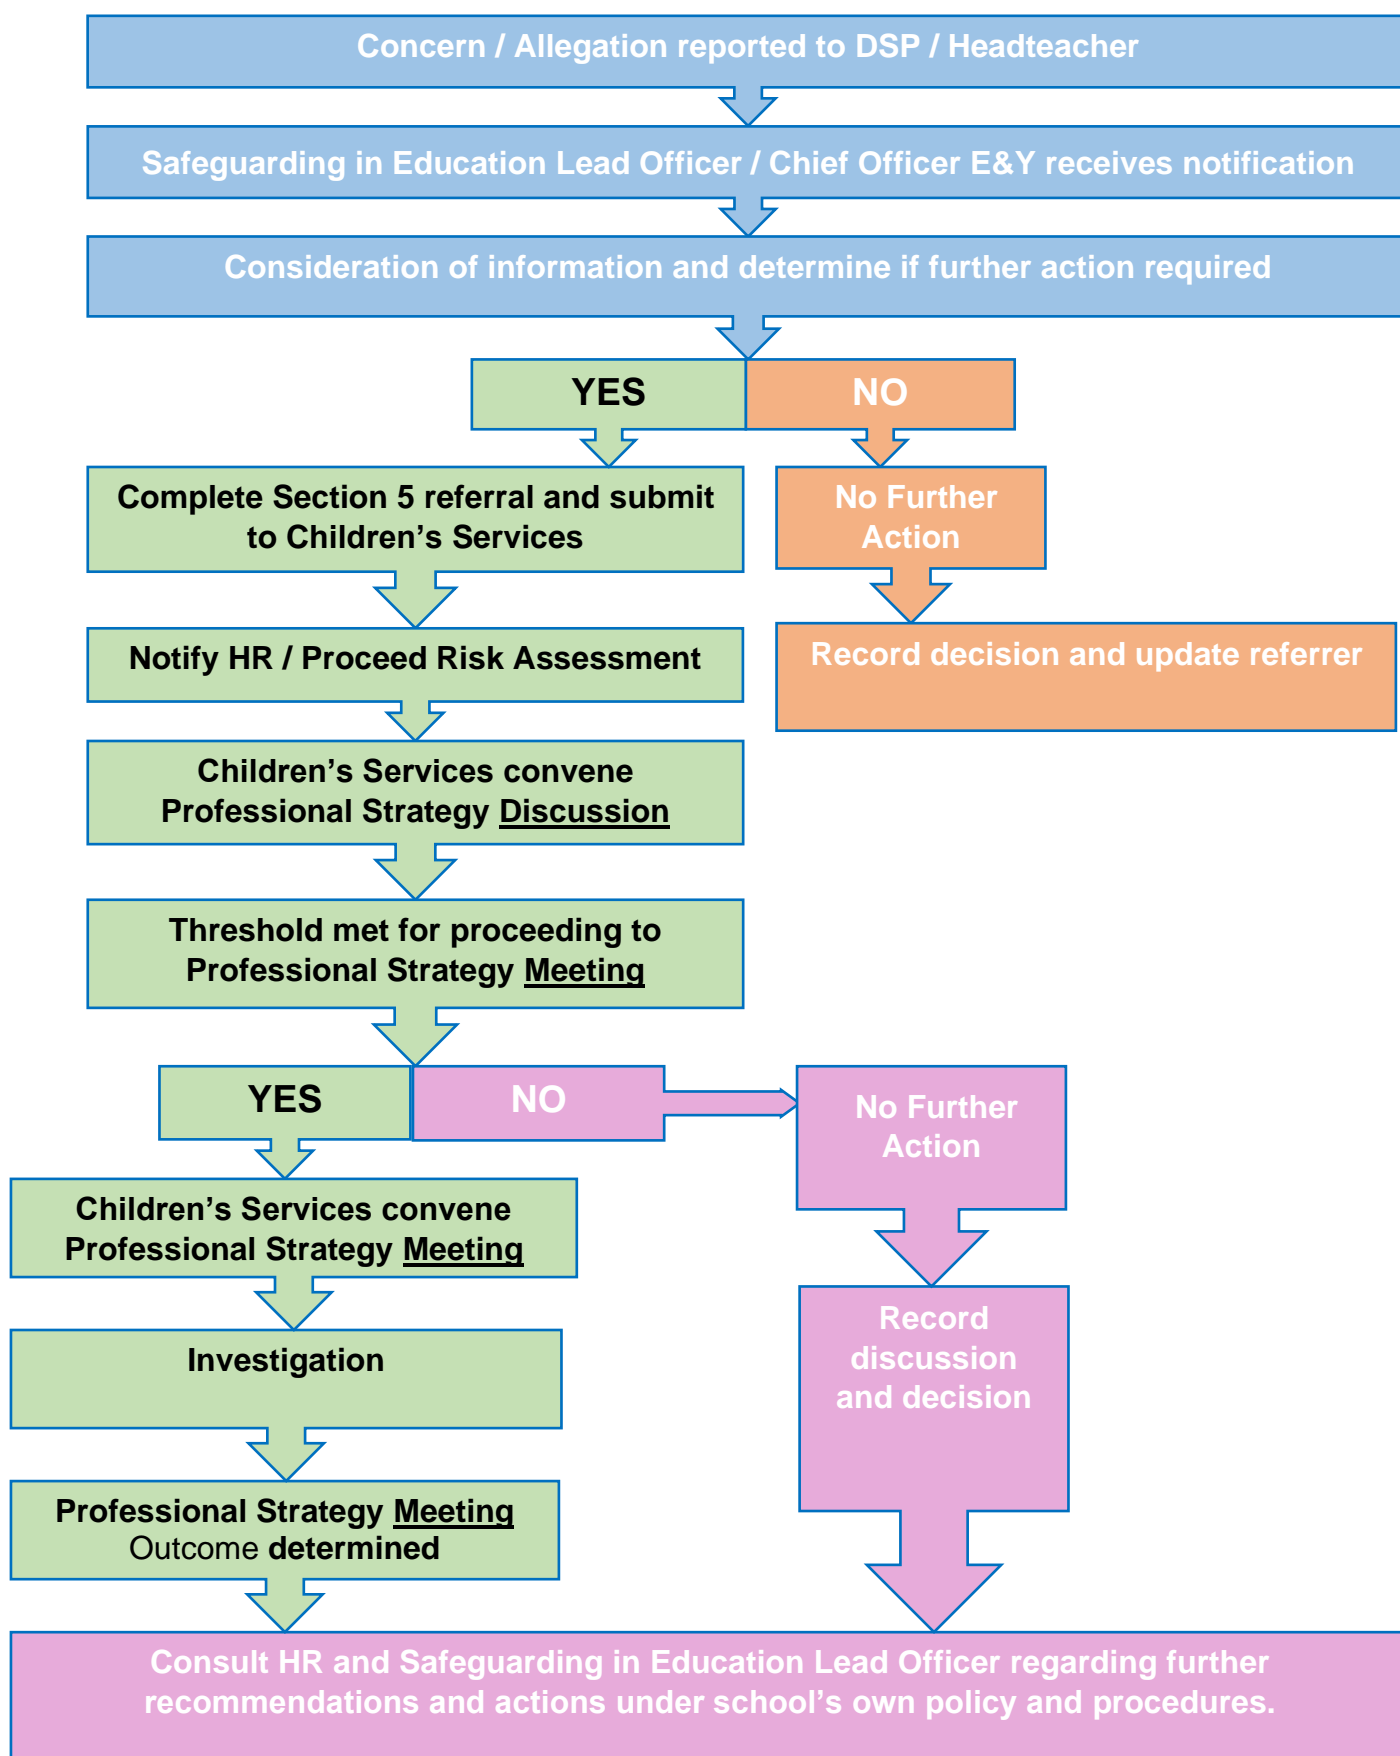 Concern / Allegation reported to DSP / Headteacher
Safeguarding in Education Lead Officer / Chief Officer E&Y receives notification
Consideration of information and determine if further action required
YES
NO
Complete Section 5 referral and submit
to Children’s Services
No Further
Action
Notify HR / Proceed Risk Assessment
Record decision and update referrer
Children’s Services convene
Professional Strategy Discussion
Threshold met for proceeding to
Professional Strategy Meeting
YES
NO
No Further
Action
Children’s Services convene
Professional Strategy Meeting
Investigation
Record
discussion
and decision
Professional Strategy Meeting
Outcome determined
Consult HR and Safeguarding in Education Lead Officer regarding further
recommendations and actions under school’s own policy and procedures.